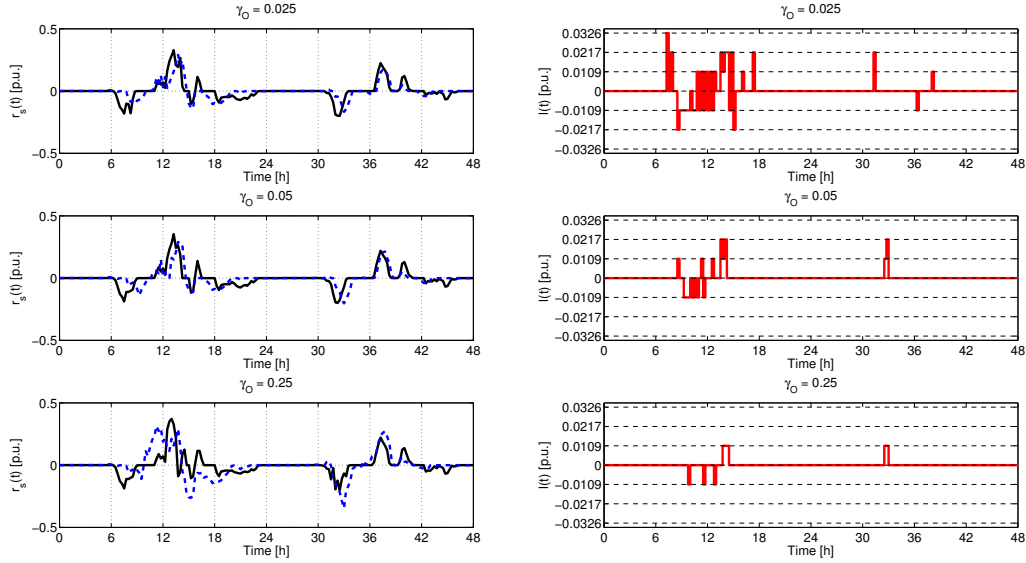 γO = 0.025
0.5
0
−0.5
rs(t) [p.u.]
0 6 12 18 24 30 36 42 48
Time [h]
γO = 0.025
0.0326
0.0217
0.0109
0
−0.0109
−0.0217
−0.0326
I(t) [p.u.]
0 6 12 18 24 30 36 42 48
Time [h]
γO = 0.05
0.5
0
−0.5
rs(t) [p.u.]
0 6 12 18 24 30 36 42 48
Time [h]
γO = 0.05
0.0326
0.0217
0.0109
0
−0.0109
−0.0217
−0.0326
I(t) [p.u.]
0 6 12 18 24 30 36 42 48
Time [h]
γO = 0.25
0.5
0
−0.5
rs(t) [p.u.]
0 6 12 18 24 30 36 42 48
Time [h]
γO = 0.25
0.0326
0.0217
0.0109
0
−0.0109
−0.0217
−0.0326
I(t) [p.u.]
0 6 12 18 24 30 36 42 48
Time [h]